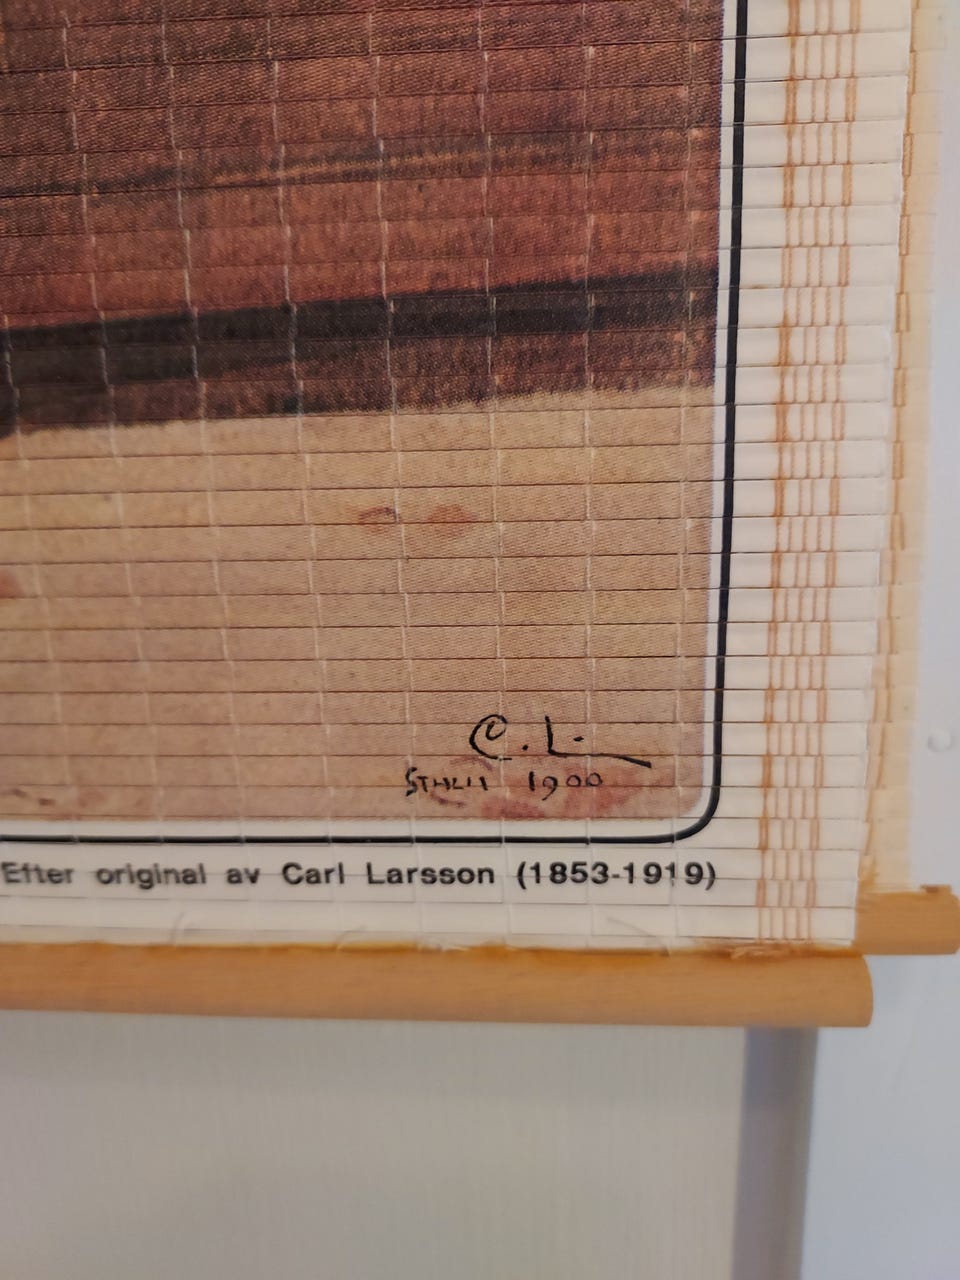 C.L.
STHLM 1900
Efter original av Carl Larsson (1853-1919)